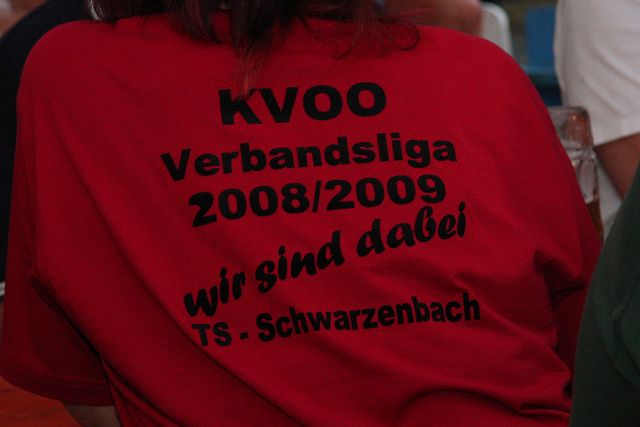 KVOO
Verbandsliga
2008/2009
wir sind dabei
TS - Schwarzenbach